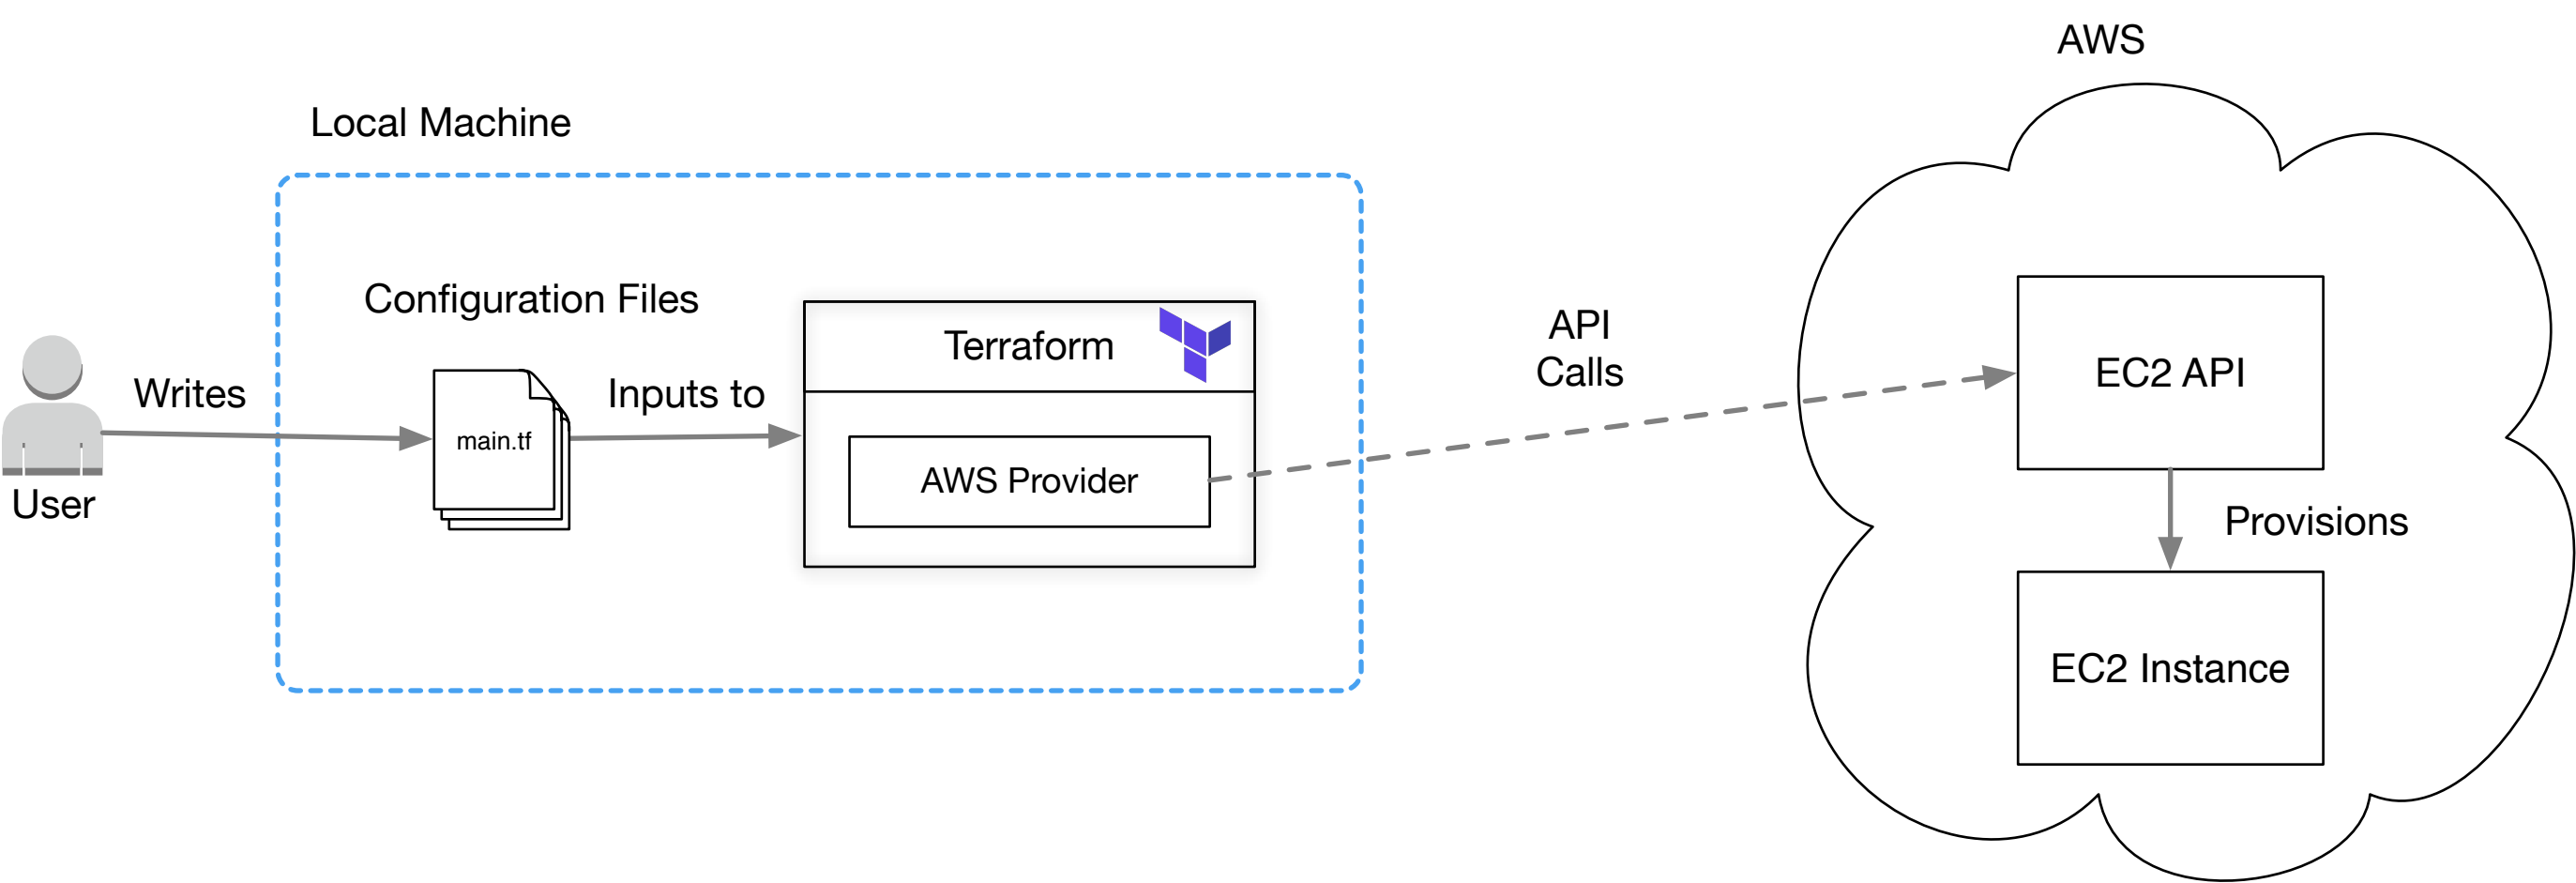 AWS
Local Machine
Configuration Files
Terraform
API
Calls
EC2 API
Writes
main.tf
Inputs to
AWS Provider
User
Provisions
EC2 Instance